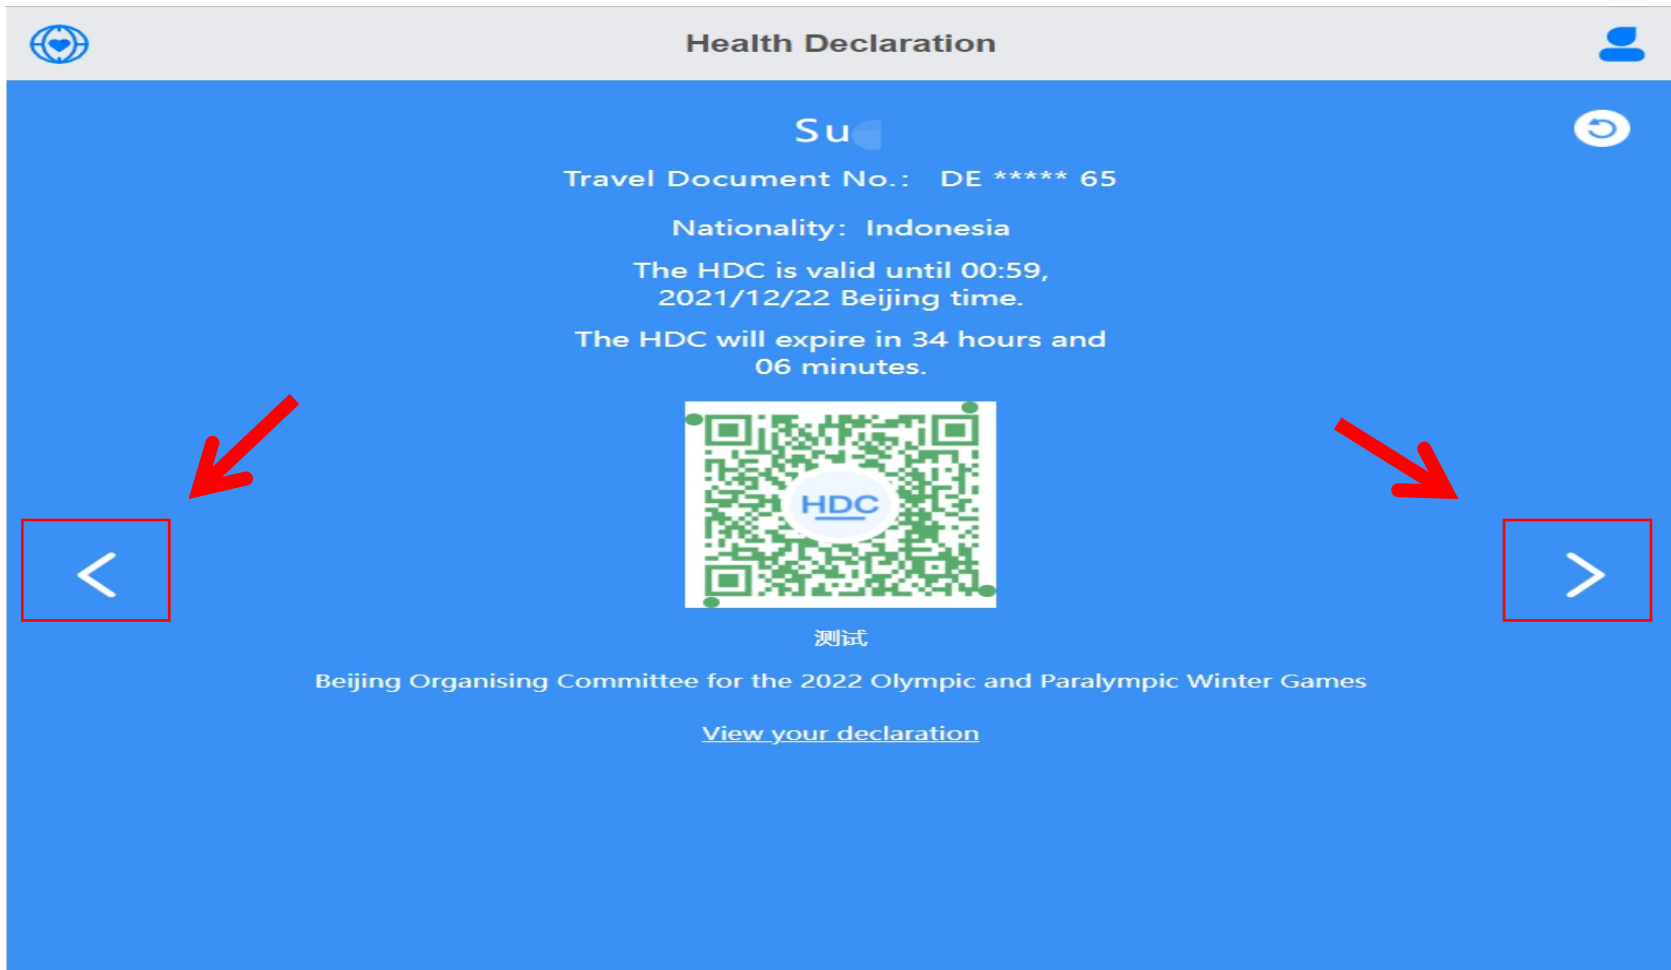 Health Declaration
Su
Travel Document No.: DE ***** 65
Nationality: Indonesia
The HDC is valid until 00:59,
2021/12/22 Beijing time.
The HDC will expire in 34 hours and
06 minutes.
HDC
测试
Beijing Organising Committee for the 2022 Olympic and Paralympic Winter Games
View your declaration